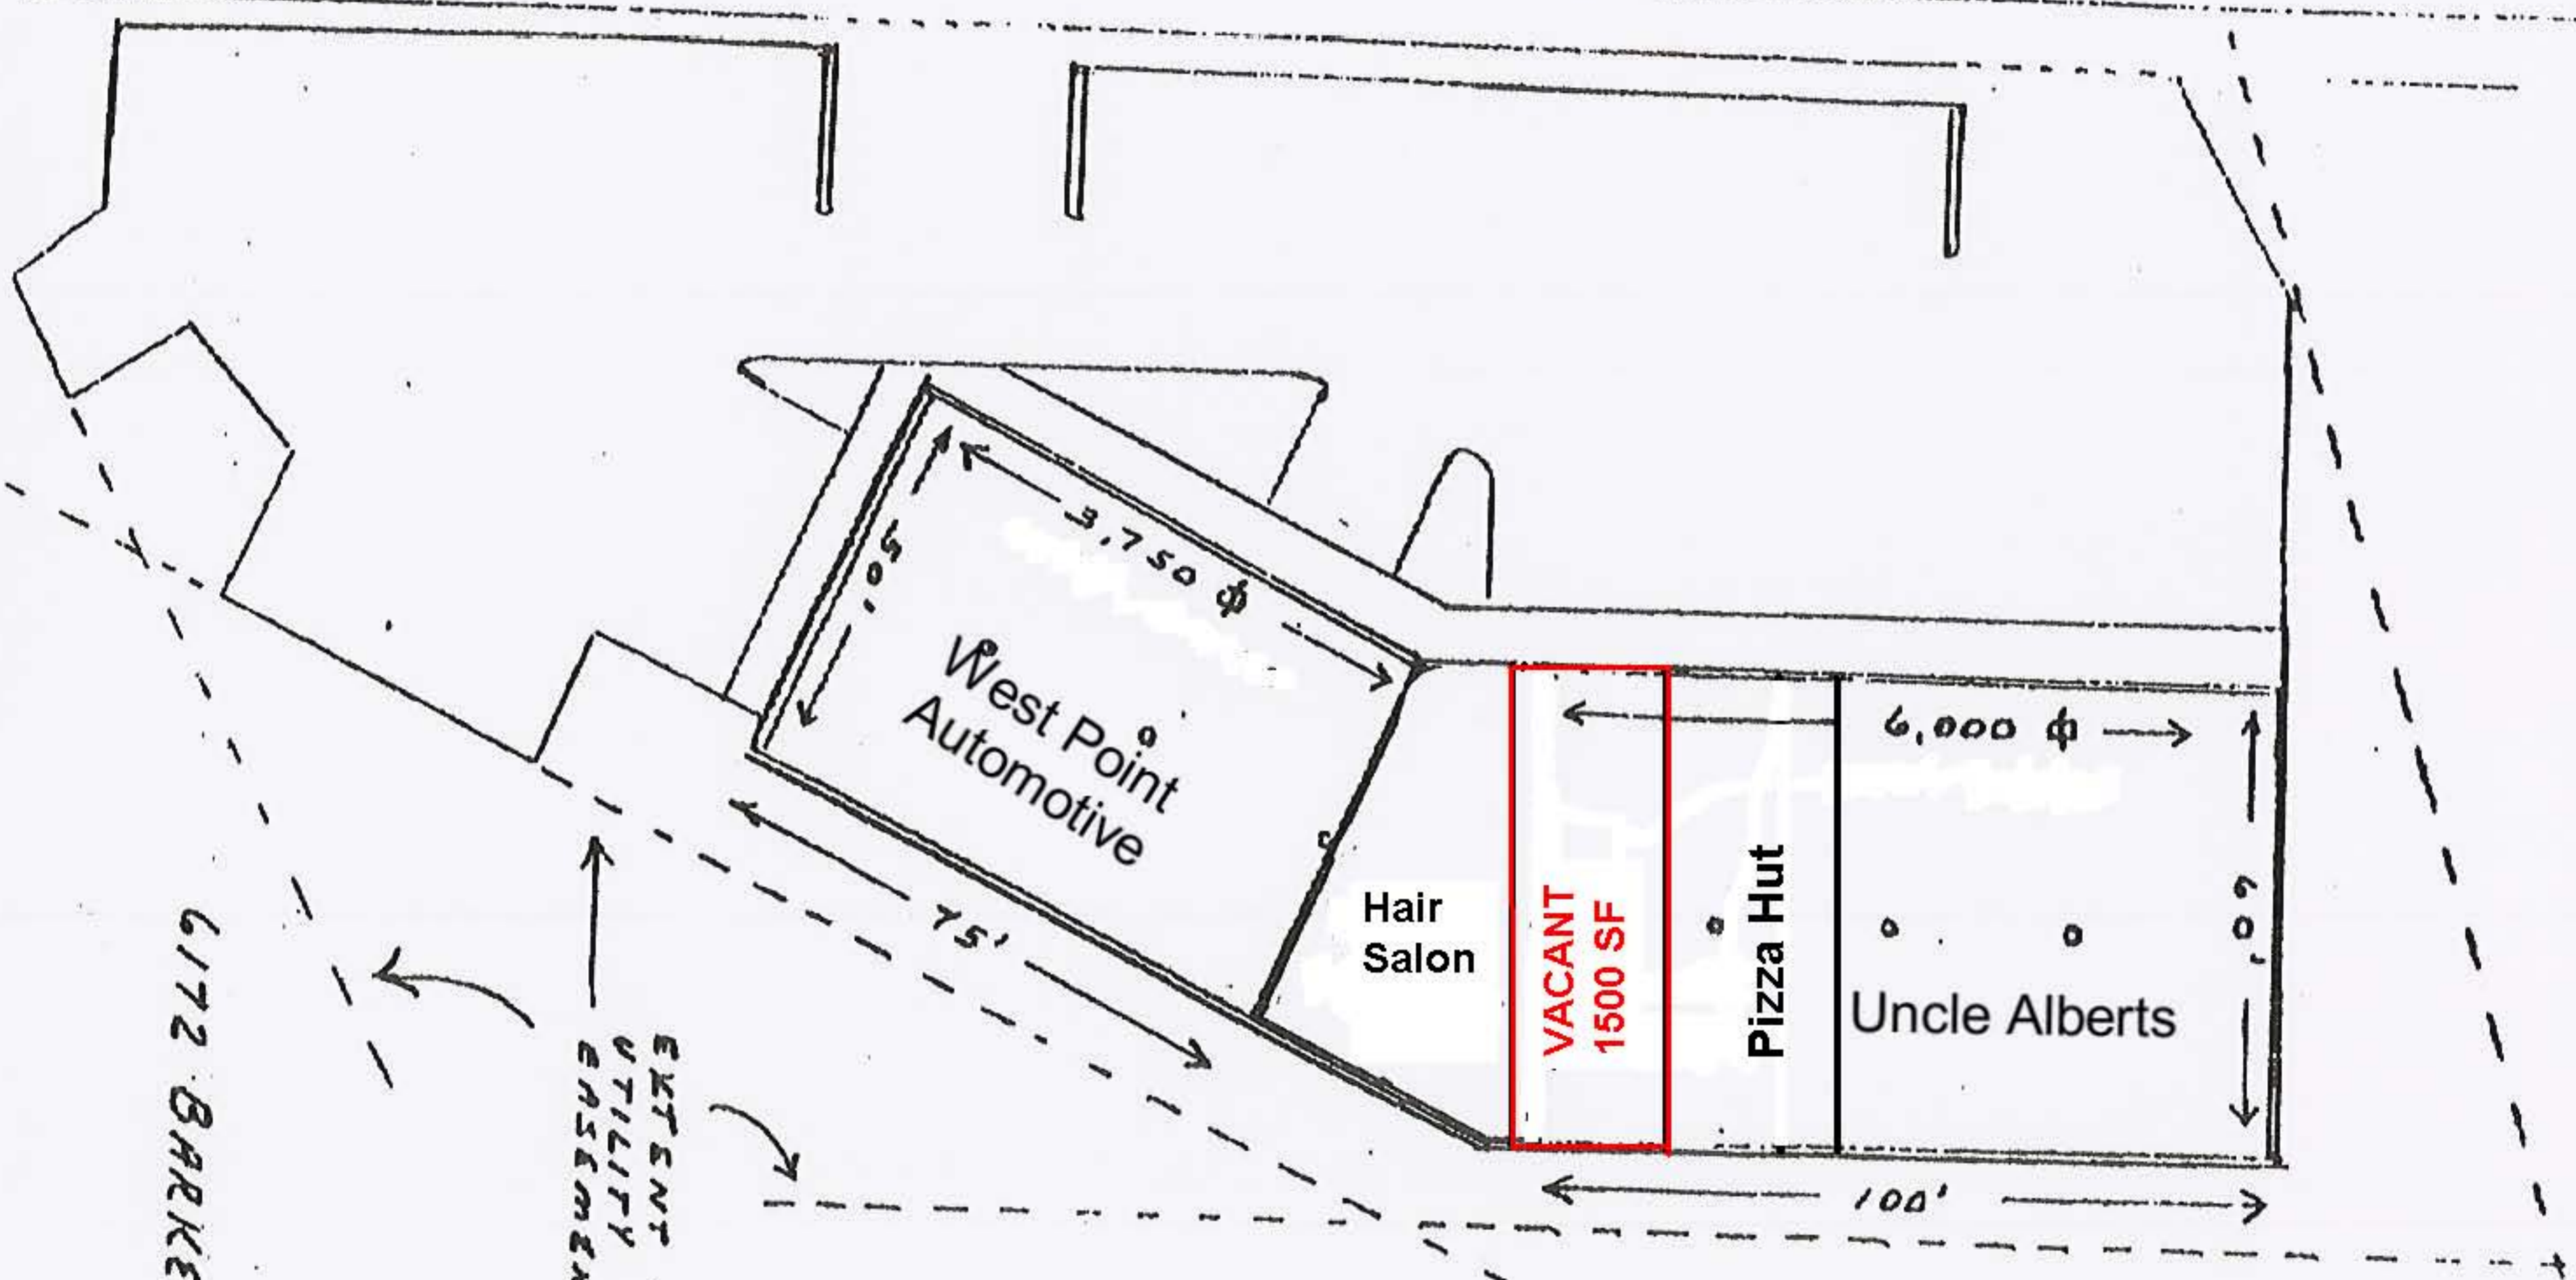 3,750 ⌽
50'
West Point
Automotive
75'
Hair
Salon
VACANT
1500 SF
Pizza Hut
6,000 ⌽
Uncle Alberts
60'
100'
EXTENT
UTILITY
6172 BARKE